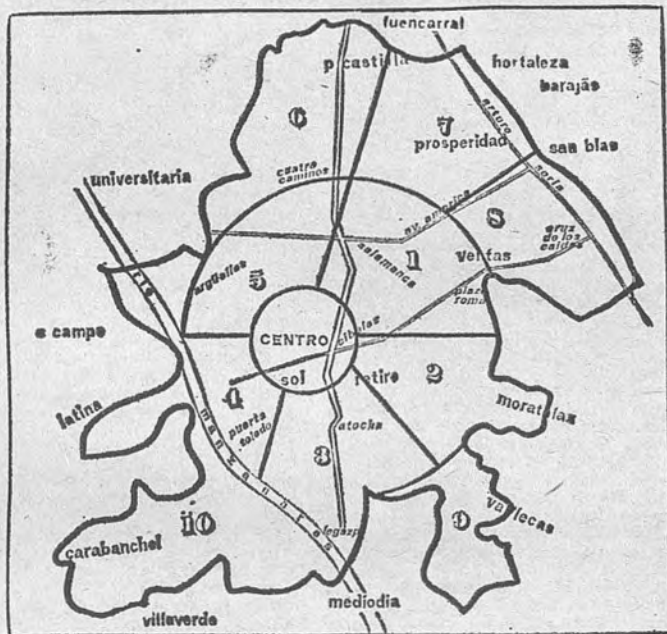 fuencarral
p castilla
hortaleza
barajás
6
7
arturo
prosperidad
san blas
cuatro
caminos
universitaria
soria
av. america
8
cruz
de los
caidos
salamanca
1
ventas
argüelles
5
plaza
roma
rio
CENTRO
cibeles
c campo
sol
retiro
2
4
latina
moratalaz
puerta
toledo
atocha
manzanares
3
vallecas
10
9
carabanchel
legazpi
mediodia
villaverde